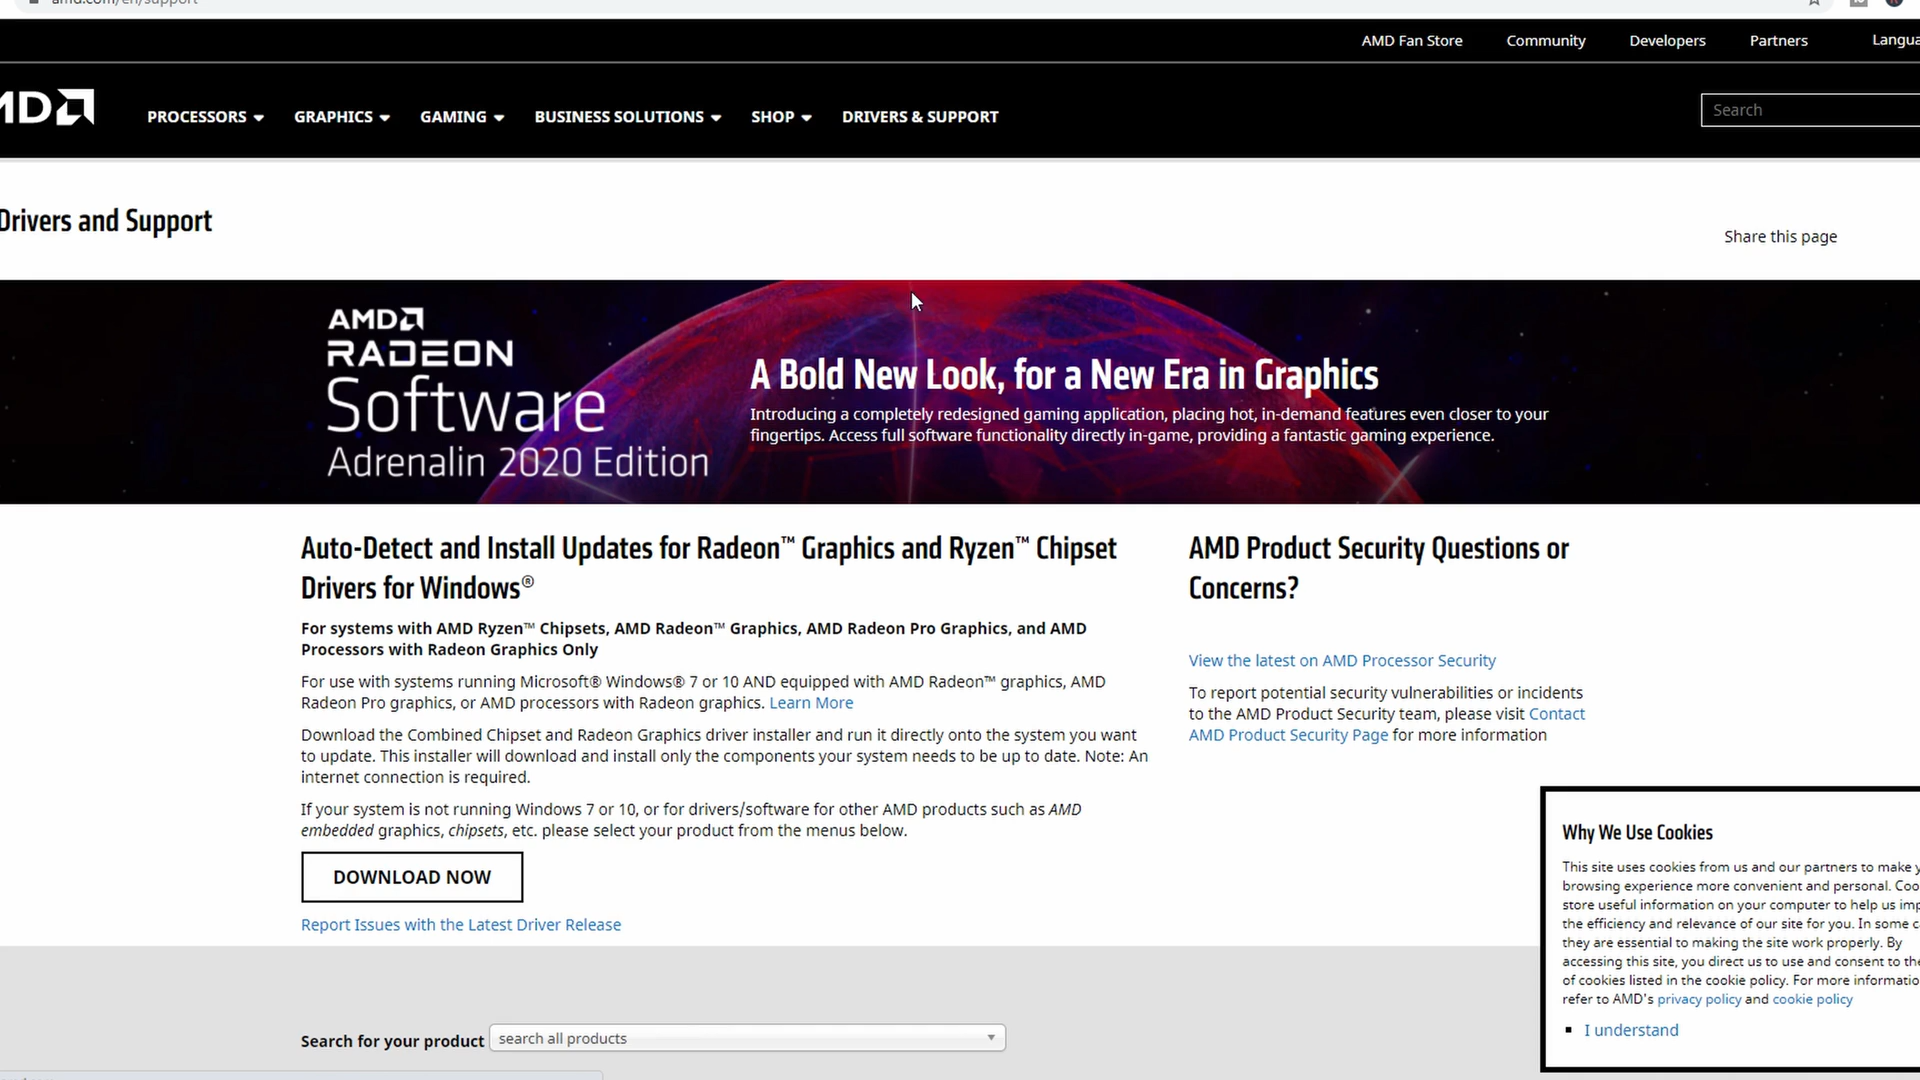 amd.com/en/support
AMD Fan Store Community Developers Partners
PROCESSORS GRAPHICS GAMING BUSINESS SOLUTIONS SHOP DRIVERS & SUPPORT
Search
Drivers and Support
Share this page
AMD
RADEON
Software
Adrenalin 2020 Edition
A Bold New Look, for a New Era in Graphics
Introducing a completely redesigned gaming application, placing hot, in-demand features even closer to your
fingertips. Access full software functionality directly in-game, providing a fantastic gaming experience.
Auto-Detect and Install Updates for Radeon™ Graphics and Ryzen™ Chipset
Drivers for Windows®
For systems with AMD Ryzen™ Chipsets, AMD Radeon™ Graphics, AMD Radeon Pro Graphics, and AMD
Processors with Radeon Graphics Only
For use with systems running Microsoft® Windows® 7 or 10 AND equipped with AMD Radeon™ graphics, AMD
Radeon Pro graphics, or AMD processors with Radeon graphics. Learn More
Download the Combined Chipset and Radeon Graphics driver installer and run it directly onto the system you want
to update. This installer will download and install only the components your system needs to be up to date. Note: An
internet connection is required.
If your system is not running Windows 7 or 10, or for drivers/software for other AMD products such as AMD
embedded graphics, chipsets, etc. please select your product from the menus below.
DOWNLOAD NOW
Report Issues with the Latest Driver Release
AMD Product Security Questions or
Concerns?
View the latest on AMD Processor Security
To report potential security vulnerabilities or incidents
to the AMD Product Security team, please visit Contact
AMD Product Security Page for more information
Why We Use Cookies
This site uses cookies from us and our partners to make
browsing experience more convenient and personal.
store useful information on your computer to help us
the efficiency and relevance of our site for you. In some
they are essential to making the site work properly. By
accessing this site, you direct us to use and consent to
of cookies listed in the cookie policy. For more
refer to AMD's privacy policy and cookie policy
I understand
Search for your product search all products